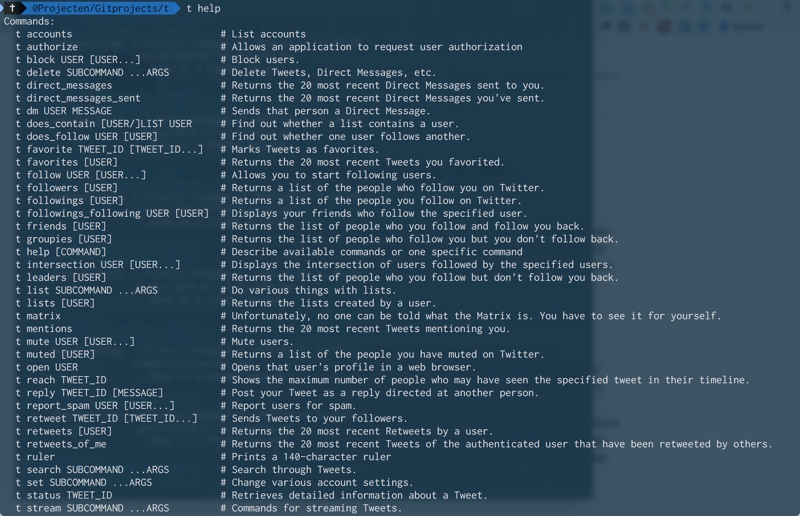 ✝ @Projecten/Gitprojects/t t help
Commands:
t accounts # List accounts
t authorize # Allows an application to request user authorization
t block USER [USER...] # Block users.
t delete SUBCOMMAND ...ARGS # Delete Tweets, Direct Messages, etc.
t direct_messages # Returns the 20 most recent Direct Messages sent to you.
t direct_messages_sent # Returns the 20 most recent Direct Messages you've sent.
t dm USER MESSAGE # Sends that person a Direct Message.
t does_contain [USER/]LIST USER # Find out whether a list contains a user.
t does_follow USER [USER] # Find out whether one user follows another.
t favorite TWEET_ID [TWEET_ID...] # Marks Tweets as favorites.
t favorites [USER] # Returns the 20 most recent Tweets you favorited.
t follow USER [USER...] # Allows you to start following users.
t followers [USER] # Returns a list of the people who follow you on Twitter.
t followings [USER] # Returns a list of the people you follow on Twitter.
t followings_following USER [USER] # Displays your friends who follow the specified user.
t friends [USER] # Returns the list of people who you follow and follow you back.
t groupies [USER] # Returns the list of people who follow you but you don't follow back.
t help [COMMAND] # Describe available commands or one specific command
t intersection USER [USER...] # Displays the intersection of users followed by the specified users.
t leaders [USER] # Returns the list of people who you follow but don't follow you back.
t list SUBCOMMAND ...ARGS # Do various things with lists.
t lists [USER] # Returns the lists created by a user.
t matrix # Unfortunately, no one can be told what the Matrix is. You have to see it for yourself.
t mentions # Returns the 20 most recent Tweets mentioning you.
t mute USER [USER...] # Mute users.
t muted [USER] # Returns a list of the people you have muted on Twitter.
t open USER # Opens that user's profile in a web browser.
t reach TWEET_ID # Shows the maximum number of people who may have seen the specified tweet in their timeline.
t reply TWEET_ID [MESSAGE] # Post your Tweet as a reply directed at another person.
t report_spam USER [USER...] # Report users for spam.
t retweet TWEET_ID [TWEET_ID...] # Sends Tweets to your followers.
t retweets [USER] # Returns the 20 most recent Retweets by a user.
t retweets_of_me # Returns the 20 most recent Tweets of the authenticated user that have been retweeted by others.
t ruler # Prints a 140-character ruler
t search SUBCOMMAND ...ARGS # Search through Tweets.
t set SUBCOMMAND ...ARGS # Change various account settings.
t status TWEET_ID # Retrieves detailed information about a Tweet.
t stream SUBCOMMAND ...ARGS # Commands for streaming Tweets.